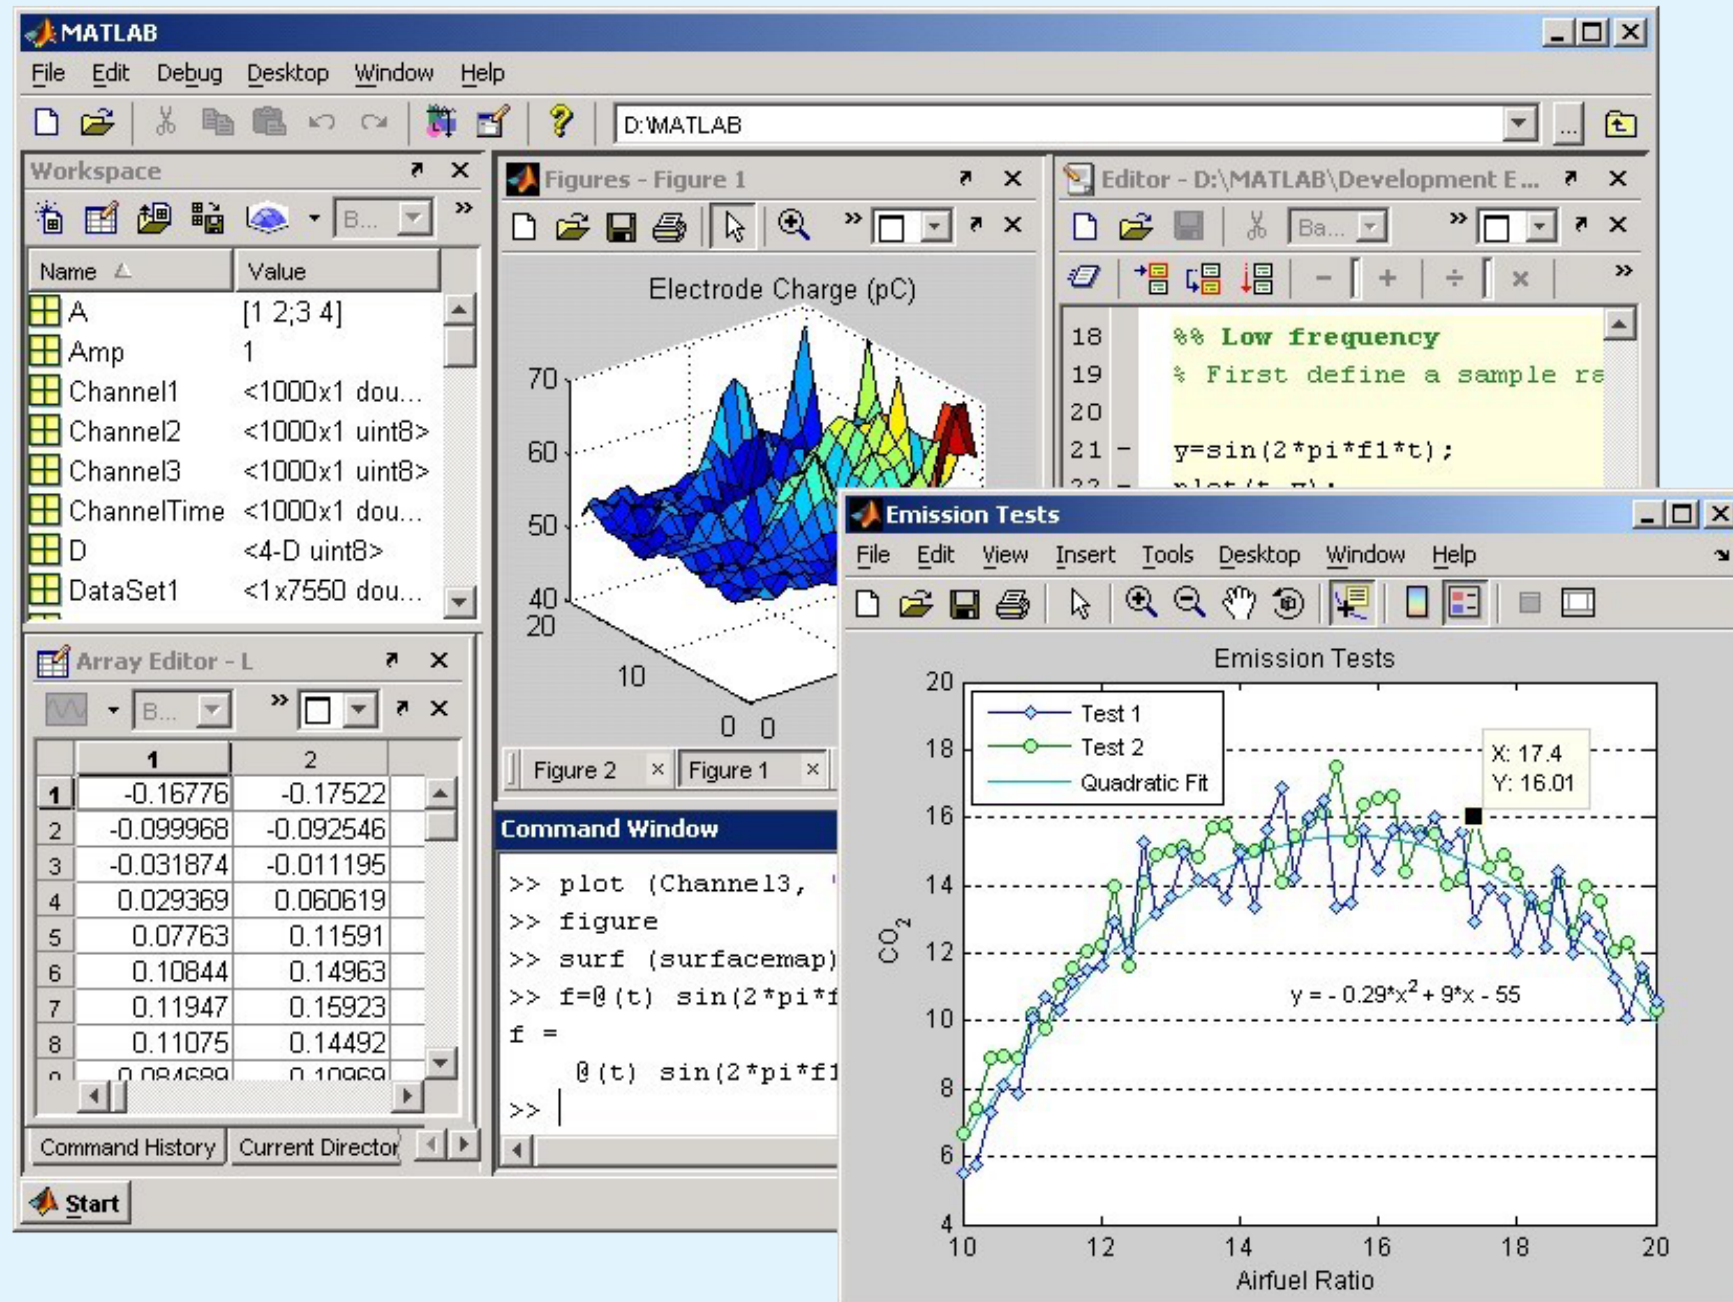 MATLAB
File Edit Debug Desktop Window Help
D:\MATLAB
...
Workspace
B...
Name Value
A [1 2;3 4]
Amp 1
Channel1 <1000x1 dou...
Channel2 <1000x1 uint8>
Channel3 <1000x1 uint8>
ChannelTime <1000x1 dou...
D <4-D uint8>
DataSet1 <1x7550 dou...
Array Editor - L
B...
1 2
1 -0.16776 -0.17522
2 -0.099968 -0.092546
3 -0.031874 -0.011195
4 0.029369 0.060619
5 0.07763 0.11591
6 0.10844 0.14963
7 0.11947 0.15923
8 0.11075 0.14492
9 0.084689 0.10969
Command History Current Director
Start
Figures - Figure 1
Electrode Charge (pC)
70
60
50
40
20
10
0 0
Figure 2 Figure 1
Command Window
>> plot (Channel3, '
>> figure
>> surf (surfacemap)
>> f=@(t) sin(2*pi*f
f =
@(t) sin(2*pi*f1
>>
Editor - D:\MATLAB\Development E...
Ba...
18 %% Low frequency
19 % First define a sample ra
20
21 - y=sin(2*pi*f1*t);
22 - plot(t,y);
Emission Tests
File Edit View Insert Tools Desktop Window Help
Emission Tests
Test 1
Test 2
Quadratic Fit
X: 17.4
Y: 16.01
y = - 0.29*x² + 9*x - 55
CO₂
20
18
16
14
12
10
8
6
4
10 12 14 16 18 20
Airfuel Ratio